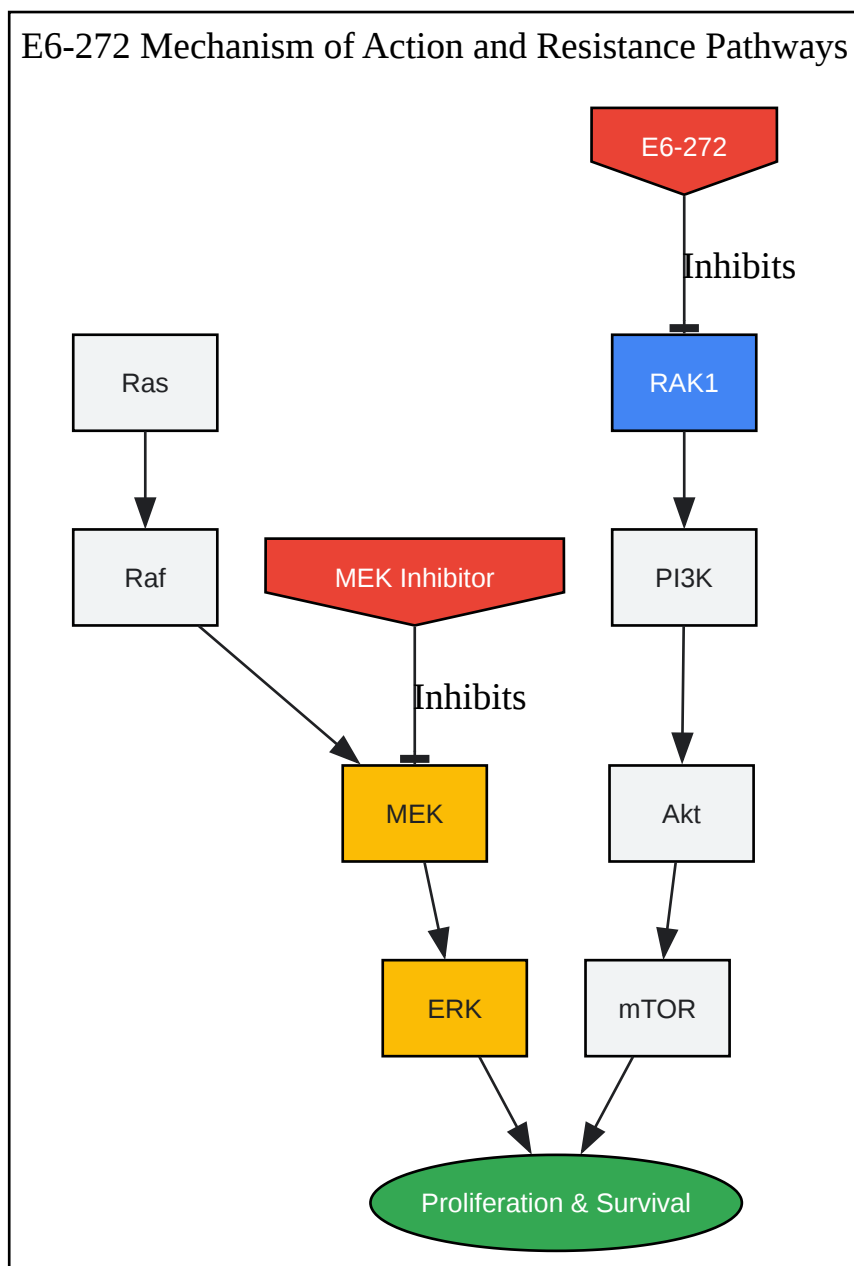 E6-272 Mechanism of Action and Resistance Pathways
E6-272
Inhibits
Ras
RAK1
Raf
MEK Inhibitor
PI3K
Inhibits
MEK
Akt
ERK
mTOR
Proliferation & Survival